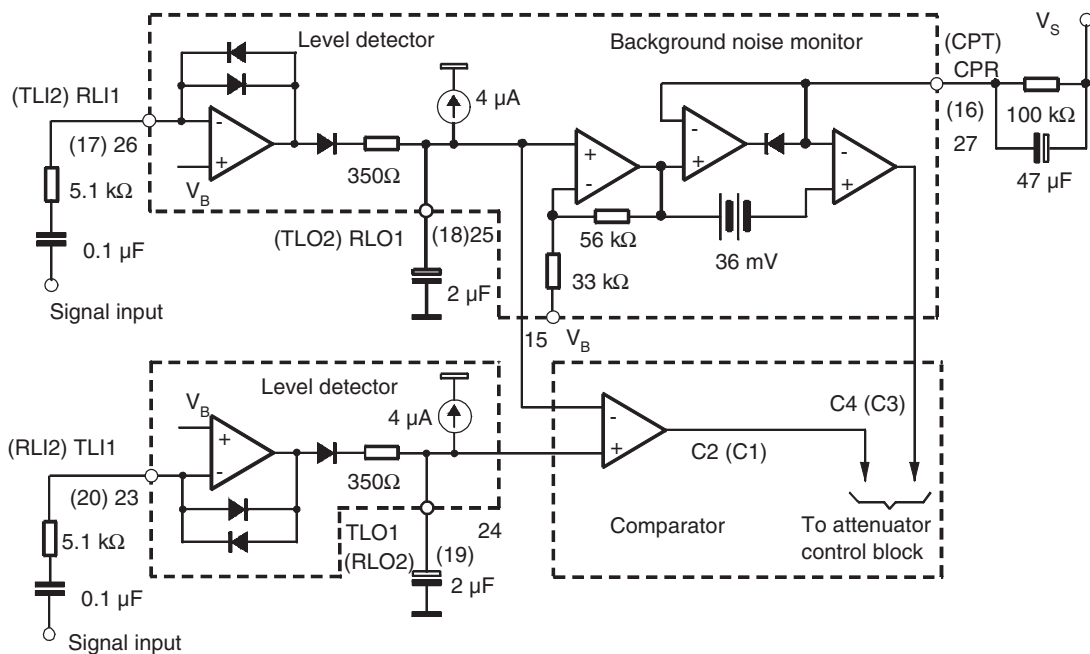 Level detector
Background noise monitor
(CPT)
CPR
V_S
(TLI2) RLI1
4 µA
(17) 26
(16)
27
100 kΩ
47 µF
-
+
V_B
350Ω
5.1 kΩ
0.1 µF
Signal input
(TLO2) RLO1
(18)25
2 µF
+
-
-
+
-
+
56 kΩ
33 kΩ
36 mV
15
V_B
Level detector
V_B
4 µA
+
-
(RLI2) TLI1
(20) 23
350Ω
5.1 kΩ
0.1 µF
Signal input
TLO1
(RLO2)
24
(19)
2 µF
-
+
C4 (C3)
C2 (C1)
Comparator
To attenuator
control block